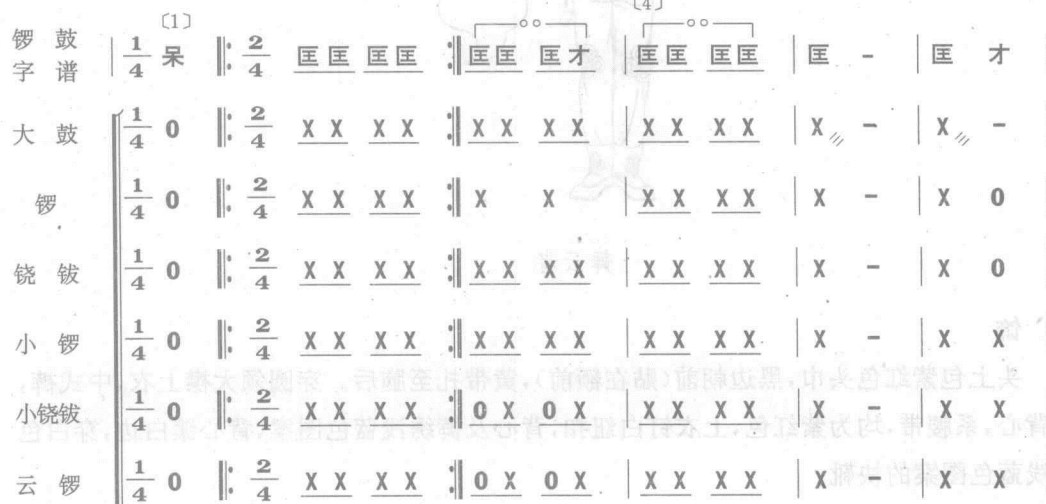 〔1〕 〔4〕
锣鼓字谱 | 1/4 呆 ‖: 2/4 匡匡 匡匡 :‖ 匡匡 匡才 | 匡匡 匡匡 | 匡 - | 匡 才
大鼓 1/4 0 ‖: 2/4 X X X X :‖ X X X X | X X X X | X - | X -
锣 1/4 0 ‖: 2/4 X X X X :‖ X X | X X X X | X - | X 0
铙钹 1/4 0 ‖: 2/4 X X X X :‖ X X X X | X X X X | X - | X 0
小锣 1/4 0 ‖: 2/4 X X X X :‖ X X X X | X X X X | X - | X X
小铙钹 1/4 0 ‖: 2/4 X X X X :‖ 0 X 0 X | X X X X | X - | X X
云锣 1/4 0 ‖: 2/4 X X X X :‖ 0 X 0 X | X X X X | X - | X X